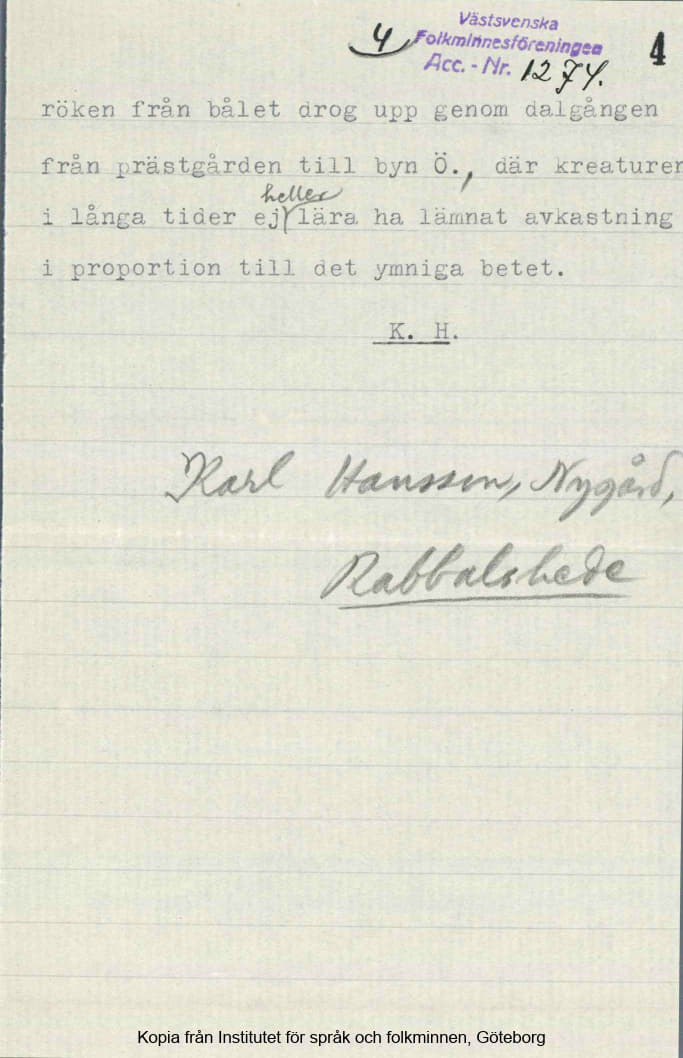 4
Västsvenska
Folkminnesföreningen
Acc. - Nr. 1274.
4
röken från bålet drog upp genom dalgången
från prästgården till byn Ö., där kreaturen
heller
i långa tider ej lära ha lämnat avkastning
i proportion till det ymniga betet.
K. H.
Karl Hansson, Nygård,
Rabbalshede
Kopia från Institutet för språk och folkminnen, Göteborg